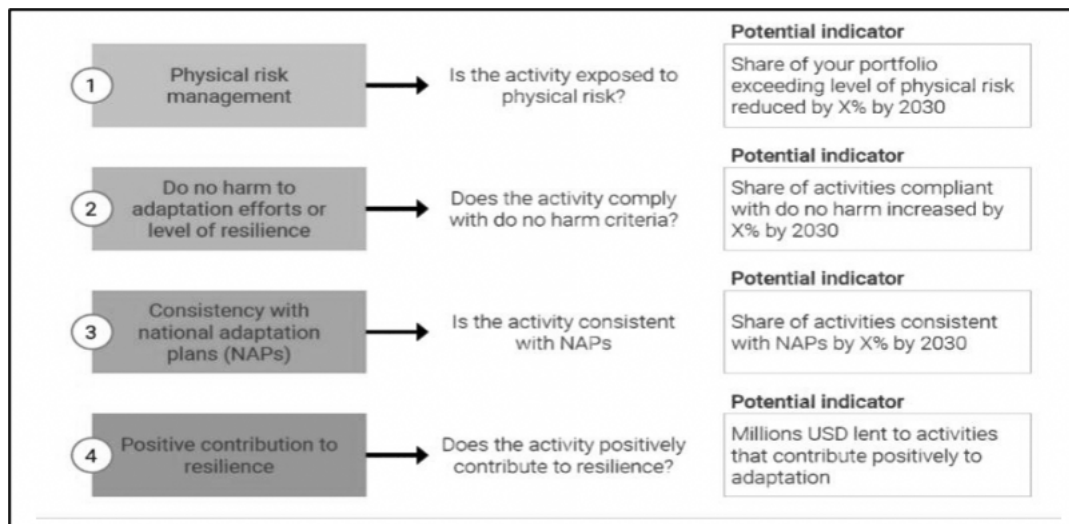 Potential indicator
1
Physical risk
management
Is the activity exposed to
physical risk?
Share of your portfolio
exceeding level of physical risk
reduced by X% by 2030
Potential indicator
2
Do no harm to
adaptation efforts or
level of resilience
Does the activity comply
with do no harm criteria?
Share of activities compliant
with do no harm increased by
X% by 2030
Potential indicator
3
Consistency with
national adaptation
plans (NAPs)
Is the activity consistent
with NAPs
Share of activities consistent
with NAPs by X% by 2030
Potential indicator
4
Positive contribution to
resilience
Does the activity positively
contribute to resilience?
Millions USD lent to activities
that contribute positively to
adaptation